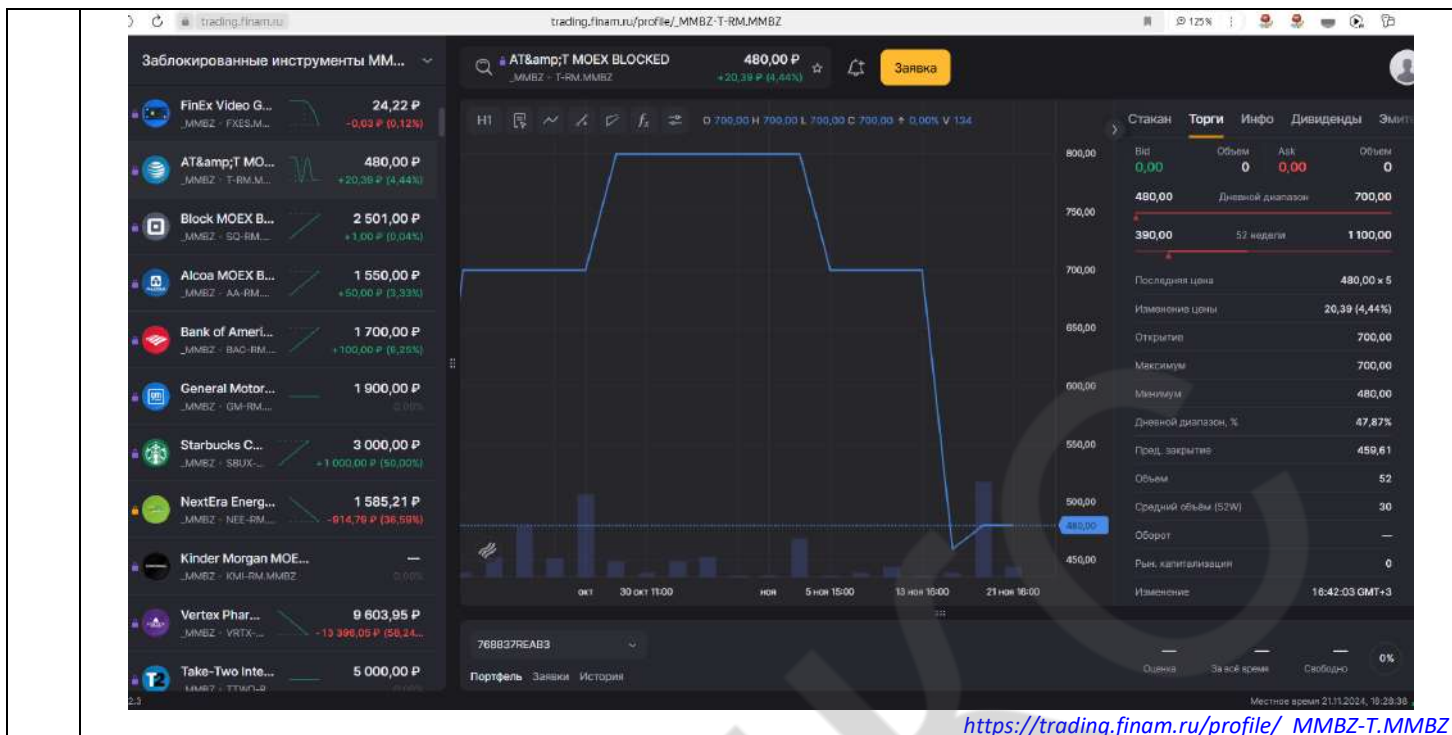 trading.finam.ru
trading.finam.ru/profile/_MMBZ-T-RM.MMBZ
125%
Заблокированные инструменты ММ...
AT&amp;T MOEX BLOCKED
_MMBZ - T-RM.MMBZ
480,00 ₽
+20,39 ₽ (4,44%)
Заявка
FinEx Video G...
24,22 ₽
_MMBZ - FXES.M...
-0,03 ₽ (0,12%)
AT&amp;T MO...
480,00 ₽
_MMBZ - T-RM.M...
+20,39 ₽ (4,44%)
Block MOEX B...
2 501,00 ₽
_MMBZ - SQ-RM....
+1,00 ₽ (0,04%)
Alcoa MOEX B...
1 550,00 ₽
_MMBZ - AA-RM....
+50,00 ₽ (3,33%)
Bank of Ameri...
1 700,00 ₽
_MMBZ - BAC-RM....
+100,00 ₽ (6,25%)
General Motor...
1 900,00 ₽
_MMBZ - GM-RM....
0,00%
Starbucks C...
3 000,00 ₽
_MMBZ - SBUX-...
+1 000,00 ₽ (50,00%)
NextEra Energ...
1 585,21 ₽
_MMBZ - NEE-RM....
-914,79 ₽ (36,59%)
Kinder Morgan MOE...
—
_MMBZ - KMI-RM.MMBZ
0,00%
Vertex Phar...
9 603,95 ₽
_MMBZ - VRTX-...
-13 396,05 ₽ (58,24...
Take-Two Inte...
5 000,00 ₽
H1
O 700,00 H 700,00 L 700,00 C 700,00 0,00% V 134
800,00
750,00
700,00
650,00
600,00
550,00
500,00
480,00
450,00
окт 30 окт 11:00 ноя 5 ноя 15:00 13 ноя 16:00 21 ноя 16:00
Стакан Торги Инфо Дивиденды Эмит
Bid Объем Ask Объем
0,00 0 0,00 0
480,00 Дневной диапазон 700,00
390,00 52 недели 1 100,00
Последняя цена 480,00 x 5
Изменение цены 20,39 (4,44%)
Открытие 700,00
Максимум 700,00
Минимум 480,00
Дневной диапазон, % 47,87%
Пред. закрытие 459,61
Объем 52
Средний объём (52W) 30
Оборот —
Рын. капитализация 0
Изменение 16:42:03 GMT+3
768837REAB3
Портфель Заявки История
— — — 0%
Оценка За всё время Свободно
Местное время 21.11.2024, 18:28:38
https://trading.finam.ru/profile/_MMBZ-T.MMBZ